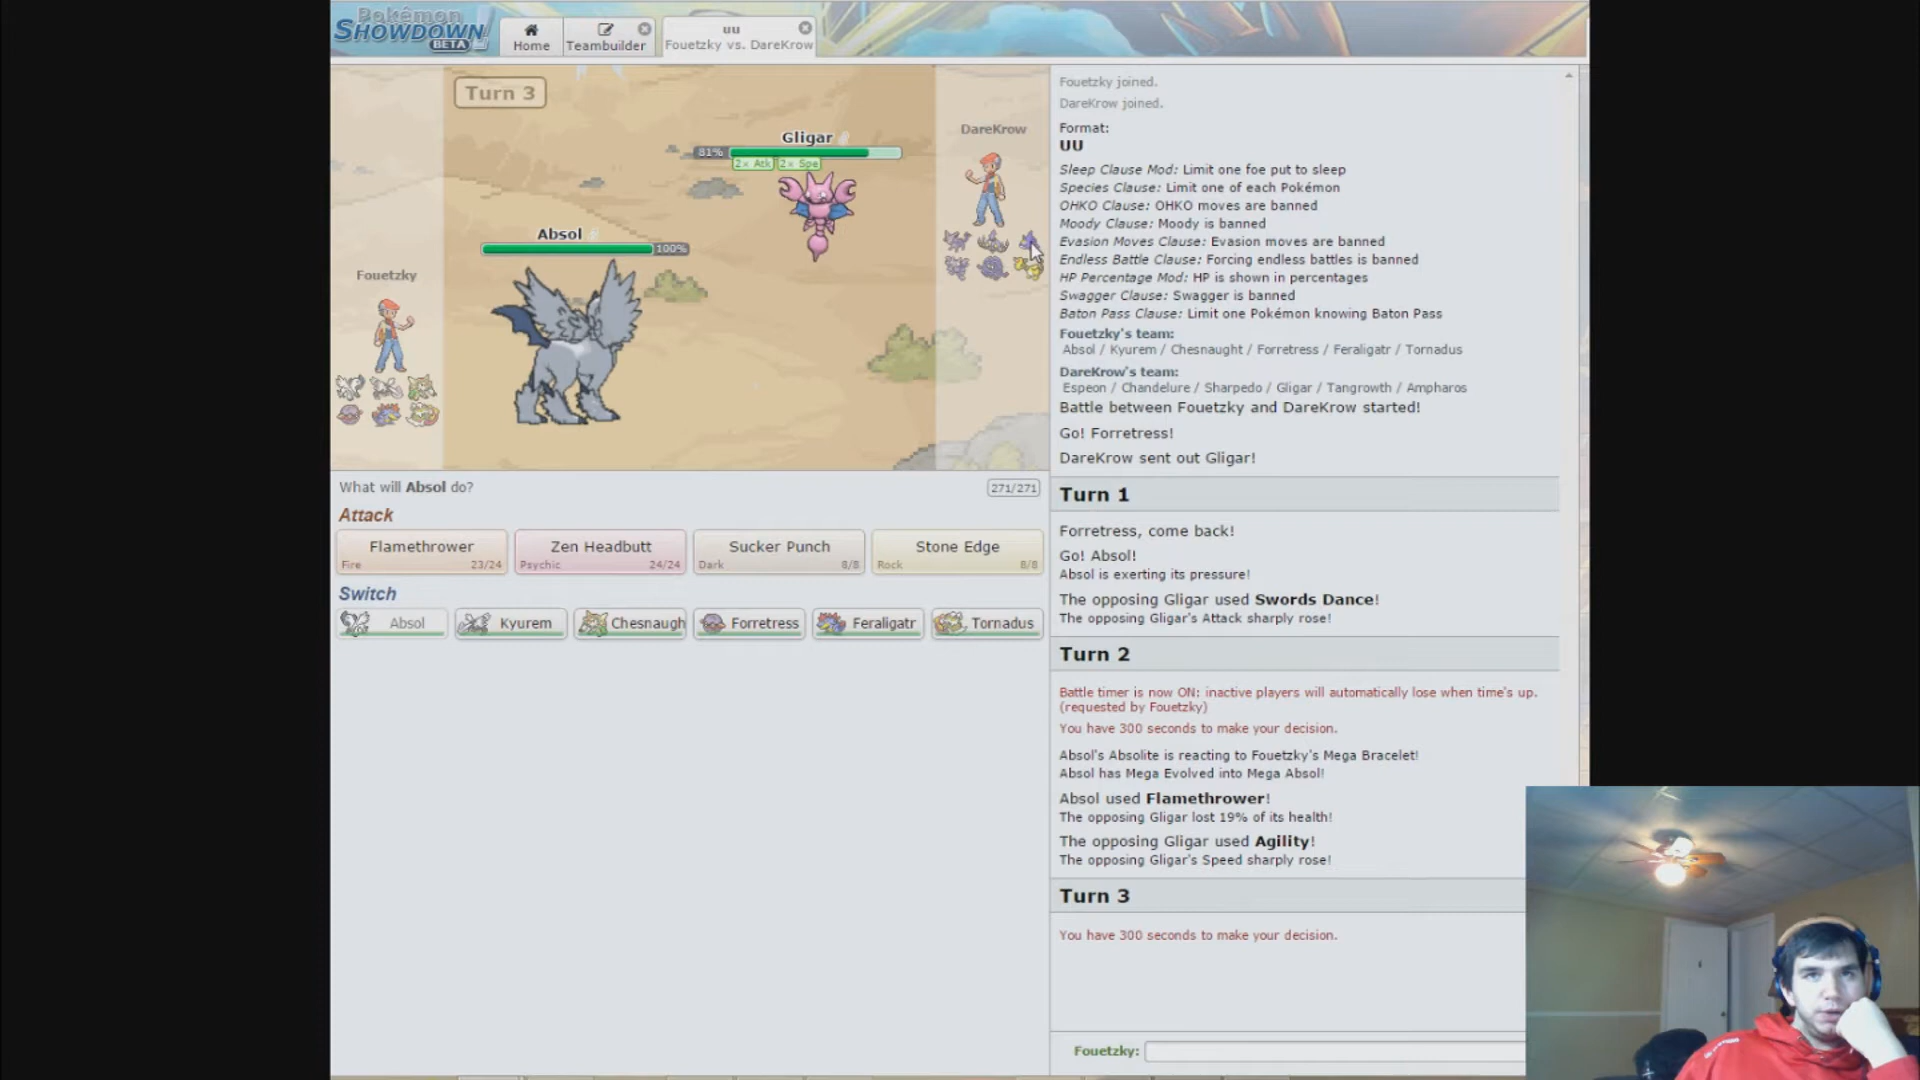 Pokémon
SHOWDOWN
BETA
Home
Teambuilder
uu
Fouetzky vs. DareKrow
Turn 3
Gligar
81%
2x Atk 2x Spe
Absol
100%
Fouetzky
DareKrow
What will Absol do?
271/271
Attack
Flamethrower
Fire 23/24
Zen Headbutt
Psychic 24/24
Sucker Punch
Dark 8/8
Stone Edge
Rock 8/8
Switch
Absol
Kyurem
Chesnaugh
Forretress
Feraligatr
Tornadus
Fouetzky joined.
DareKrow joined.
Format:
UU
Sleep Clause Mod: Limit one foe put to sleep
Species Clause: Limit one of each Pokémon
OHKO Clause: OHKO moves are banned
Moody Clause: Moody is banned
Evasion Moves Clause: Evasion moves are banned
Endless Battle Clause: Forcing endless battles is banned
HP Percentage Mod: HP is shown in percentages
Swagger Clause: Swagger is banned
Baton Pass Clause: Limit one Pokémon knowing Baton Pass
Fouetzky's team:
Absol / Kyurem / Chesnaught / Forretress / Feraligatr / Tornadus
DareKrow's team:
Espeon / Chandelure / Sharpedo / Gligar / Tangrowth / Ampharos
Battle between Fouetzky and DareKrow started!
Go! Forretress!
DareKrow sent out Gligar!
Turn 1
Forretress, come back!
Go! Absol!
Absol is exerting its pressure!
The opposing Gligar used Swords Dance!
The opposing Gligar's Attack sharply rose!
Turn 2
Battle timer is now ON: inactive players will automatically lose when time's up.
(requested by Fouetzky)
You have 300 seconds to make your decision.
Absol's Absolite is reacting to Fouetzky's Mega Bracelet!
Absol has Mega Evolved into Mega Absol!
Absol used Flamethrower!
The opposing Gligar lost 19% of its health!
The opposing Gligar used Agility!
The opposing Gligar's Speed sharply rose!
Turn 3
You have 300 seconds to make your decision.
Fouetzky: